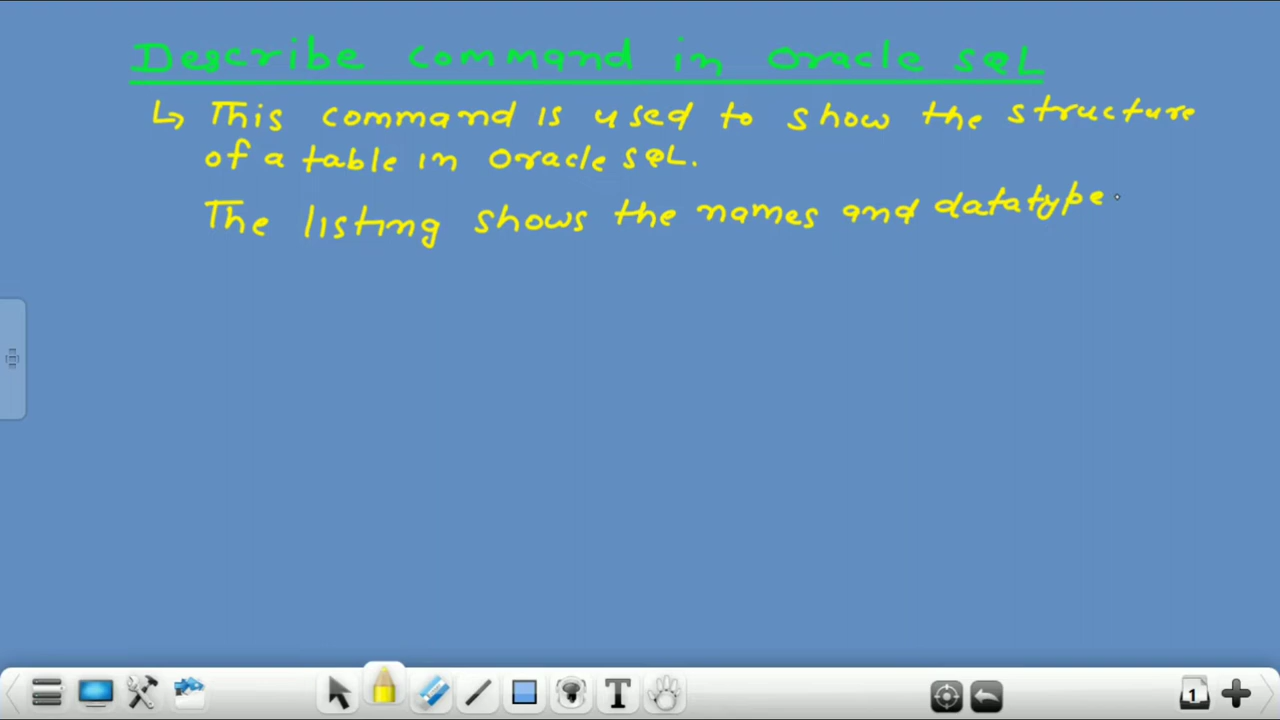 Describe command in Oracle SQL
↳ This command is used to show the structure
of a table in Oracle SQL.
The listing shows the names and datatype
T
1